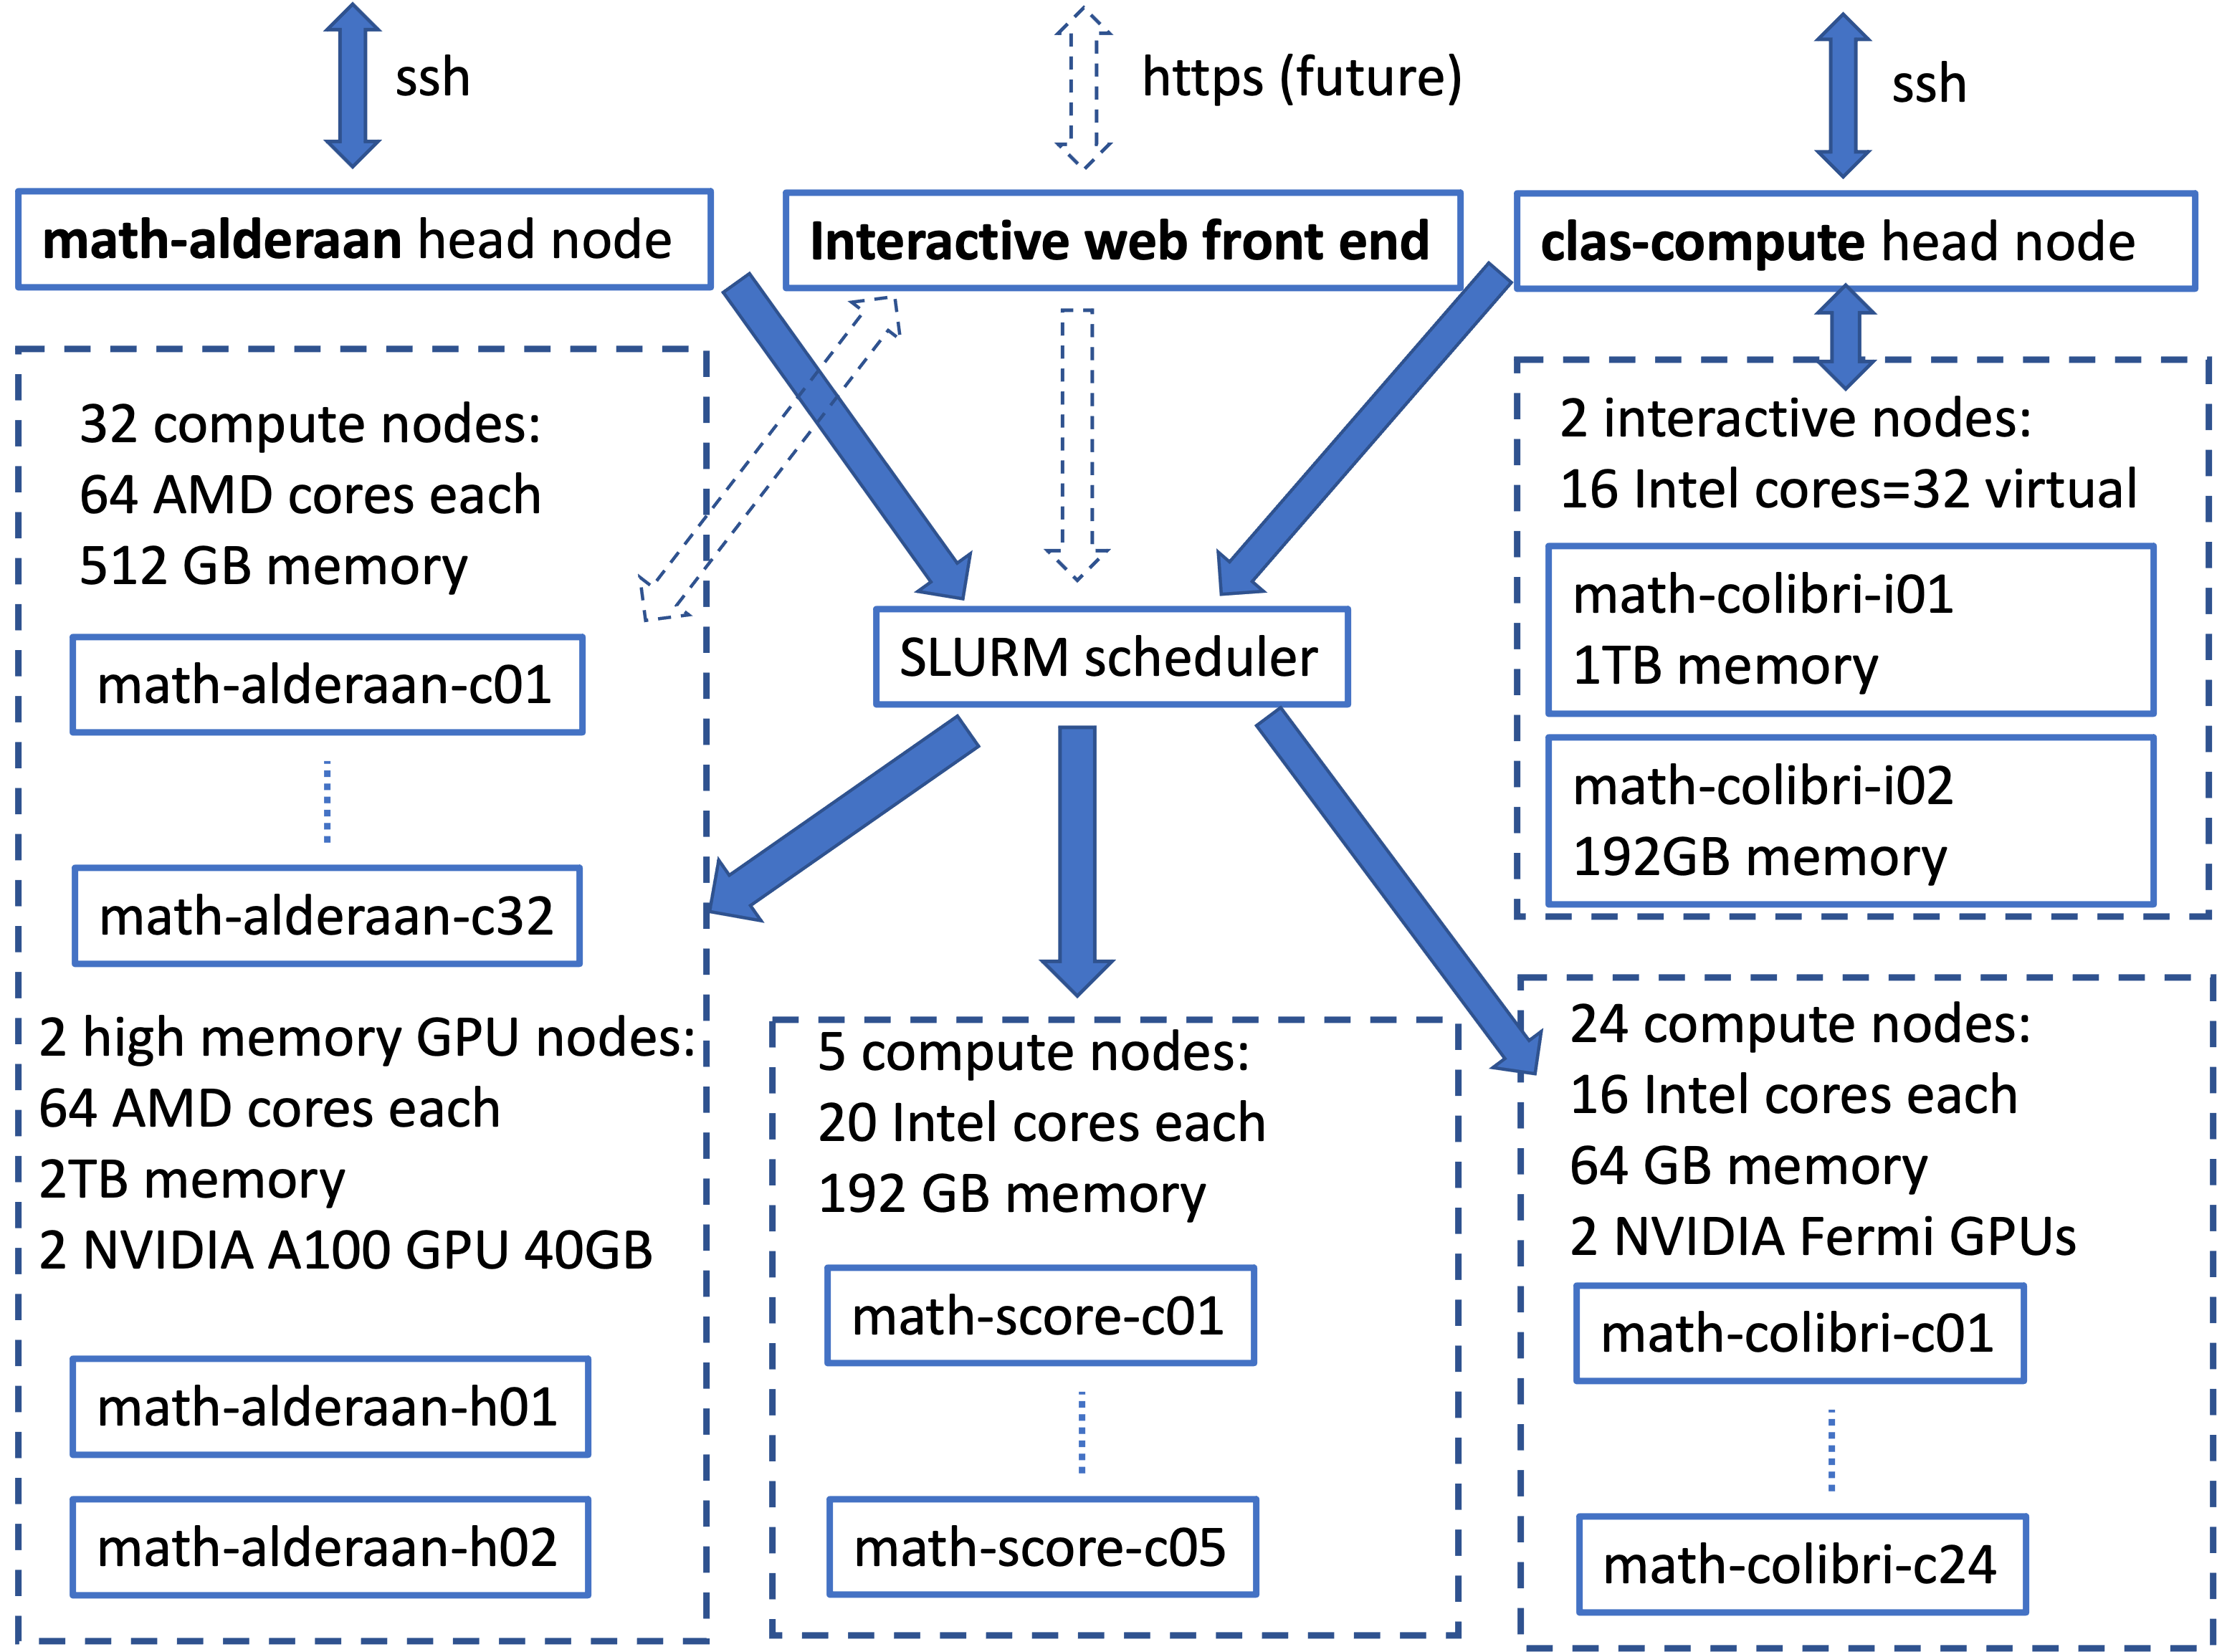 ssh
https (future)
ssh
math-alderaan head node
Interactive web front end
clas-compute head node
32 compute nodes:
64 AMD cores each
512 GB memory
math-alderaan-c01
math-alderaan-c32
2 high memory GPU nodes:
64 AMD cores each
2TB memory
2 NVIDIA A100 GPU 40GB
math-alderaan-h01
math-alderaan-h02
SLURM scheduler
5 compute nodes:
20 Intel cores each
192 GB memory
math-score-c01
math-score-c05
2 interactive nodes:
16 Intel cores=32 virtual
math-colibri-i01
1TB memory
math-colibri-i02
192GB memory
24 compute nodes:
16 Intel cores each
64 GB memory
2 NVIDIA Fermi GPUs
math-colibri-c01
math-colibri-c24